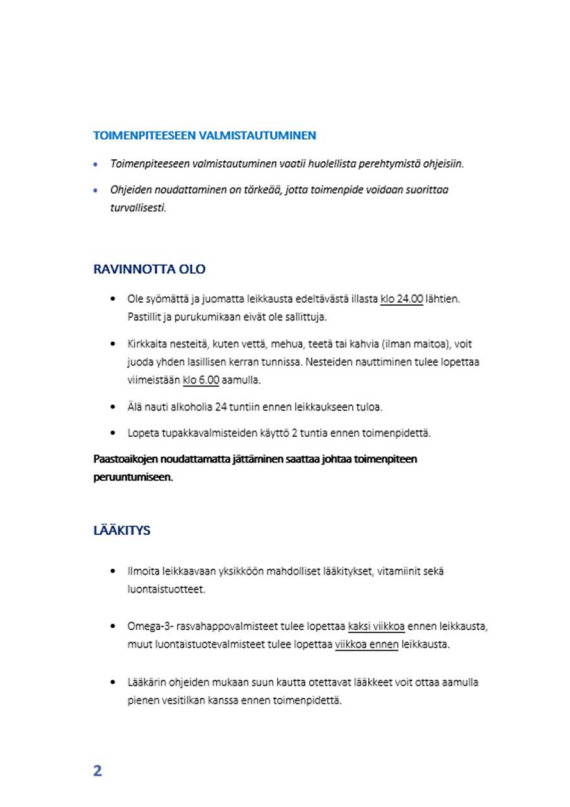 TOIMENPITEESEEN VALMISTAUTUMINEN
• Toimenpiteeseen valmistautuminen vaatii huolellista perehtymistä ohjeisiin.
• Ohjeiden noudattaminen on tärkeää, jotta toimenpide voidaan suorittaa
turvallisesti.
RAVINNOTTA OLO
• Ole syömättä ja juomatta leikkausta edeltävästä illasta klo 24.00 lähtien.
Pastillit ja purukumikaan eivät ole sallittuja.
• Kirkkaita nesteitä, kuten vettä, mehua, teetä tai kahvia (ilman maitoa), voit
juoda yhden lasillisen kerran tunnissa. Nesteiden nauttiminen tulee lopettaa
viimeistään klo 6.00 aamulla.
• Älä nauti alkoholia 24 tuntiin ennen leikkaukseen tuloa.
• Lopeta tupakkavalmisteiden käyttö 2 tuntia ennen toimenpidettä.
Paastoaikojen noudattamatta jättäminen saattaa johtaa toimenpiteen
peruuntumiseen.
LÄÄKITYS
• Ilmoita leikkaavaan yksikköön mahdolliset lääkitykset, vitamiinit sekä
luontaistuotteet.
• Omega-3- rasvahappovalmisteet tulee lopettaa kaksi viikkoa ennen leikkausta,
muut luontaistuotevalmisteet tulee lopettaa viikkoa ennen leikkausta.
• Lääkärin ohjeiden mukaan suun kautta otettavat lääkkeet voit ottaa aamulla
pienen vesitilkan kanssa ennen toimenpidettä.
2